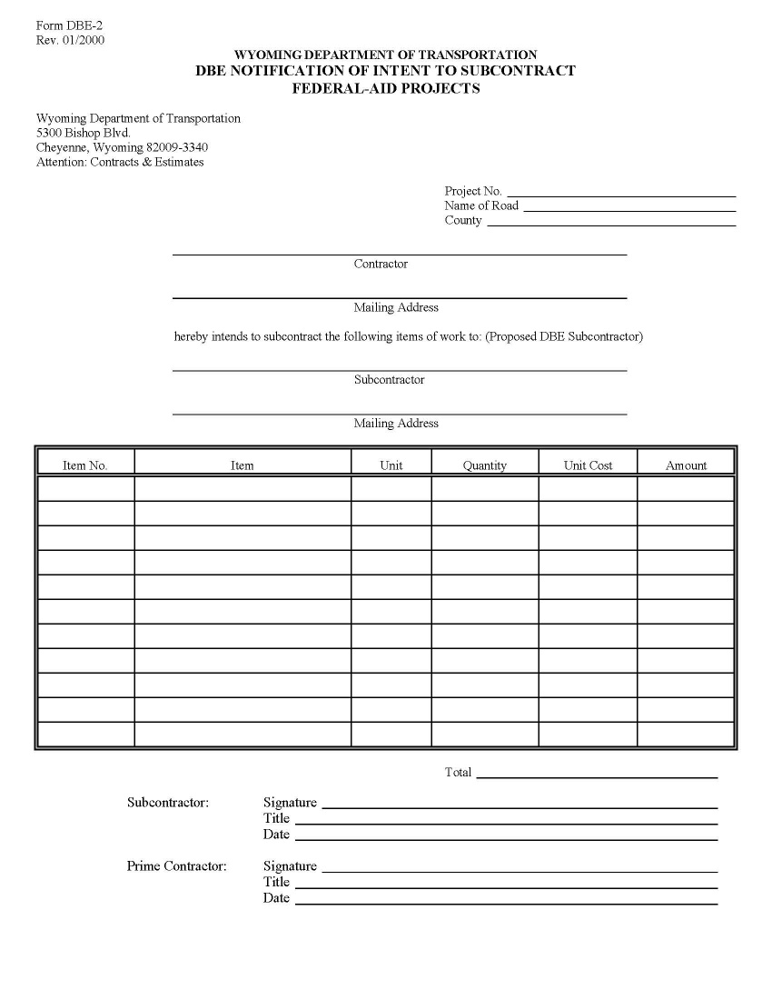 Form DBE-2
Rev. 01/2000
WYOMING DEPARTMENT OF TRANSPORTATION
DBE NOTIFICATION OF INTENT TO SUBCONTRACT
FEDERAL-AID PROJECTS
Wyoming Department of Transportation
5300 Bishop Blvd.
Cheyenne, Wyoming 82009-3340
Attention: Contracts & Estimates
Project No.
Name of Road
County
Contractor
Mailing Address
hereby intends to subcontract the following items of work to: (Proposed DBE Subcontractor)
Subcontractor
Mailing Address
Item No. Item Unit Quantity Unit Cost Amount
Total
Subcontractor: Signature
Title
Date
Prime Contractor: Signature
Title
Date